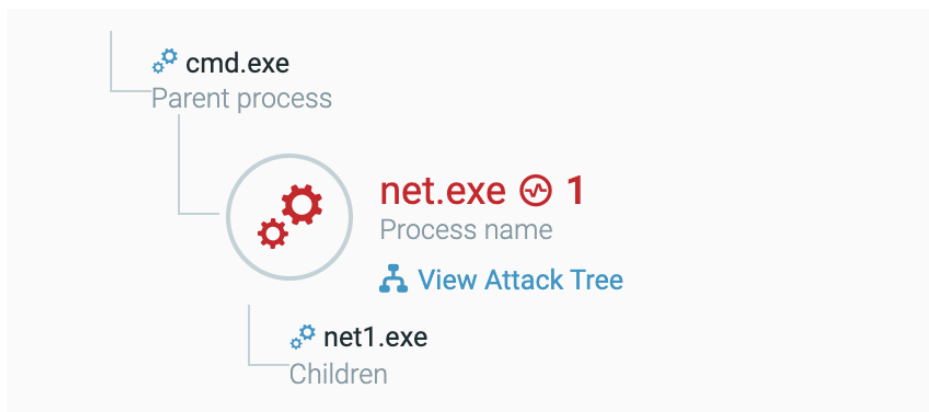 cmd.exe
Parent process
net.exe 1
Process name
View Attack Tree
net1.exe
Children